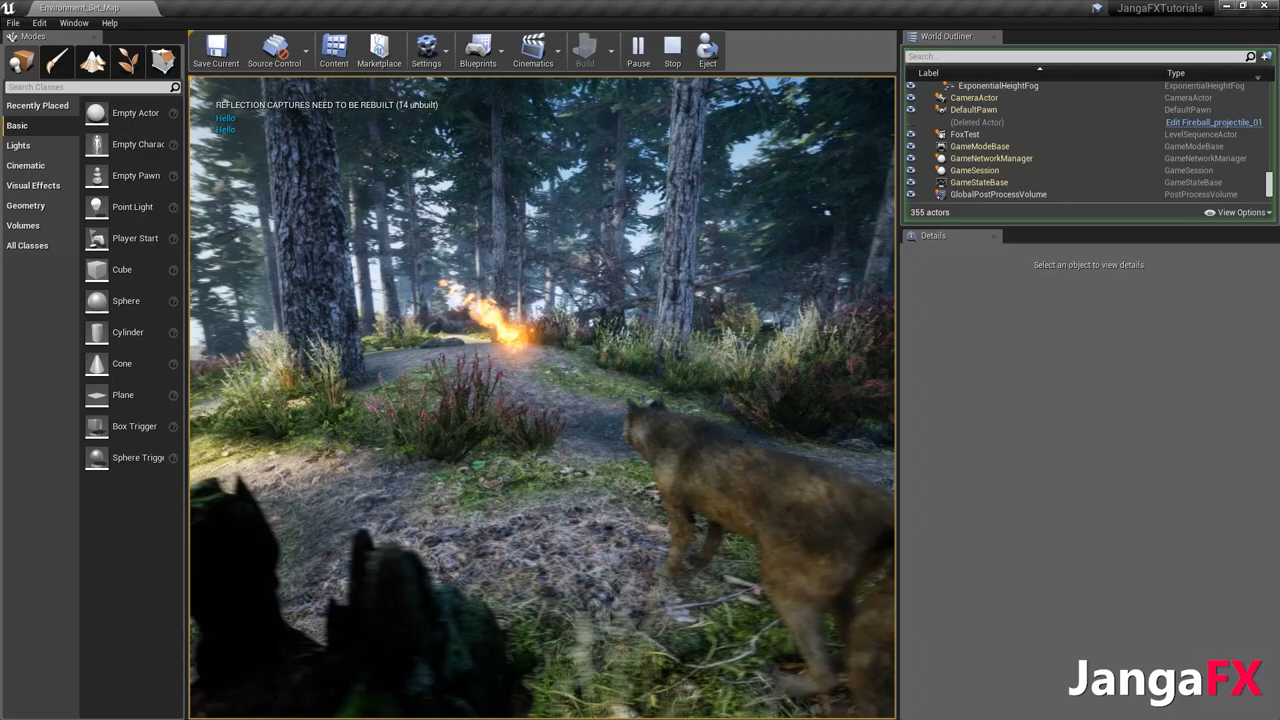 Environment_Set_Map
JangaFXTutorials
File Edit Window Help
Modes
Search Classes
Recently Placed
Basic
Lights
Cinematic
Visual Effects
Geometry
Volumes
All Classes
Empty Actor
Empty Charac
Empty Pawn
Point Light
Player Start
Cube
Sphere
Cylinder
Cone
Plane
Box Trigger
Sphere Trigge
Save Current
Source Control
Content
Marketplace
Settings
Blueprints
Cinematics
Build
Pause
Stop
Eject
REFLECTION CAPTURES NEED TO BE REBUILT (14 unbuilt)
Hello
Hello
World Outliner
Search...
Label Type
ExponentialHeightFog ExponentialHeightFog
CameraActor CameraActor
DefaultPawn DefaultPawn
(Deleted Actor) Edit Fireball_projectile_01
FoxTest LevelSequenceActor
GameModeBase GameModeBase
GameNetworkManager GameNetworkManager
GameSession GameSession
GameStateBase GameStateBase
GlobalPostProcessVolume PostProcessVolume
355 actors View Options
Details
Select an object to view details.
JangaFX